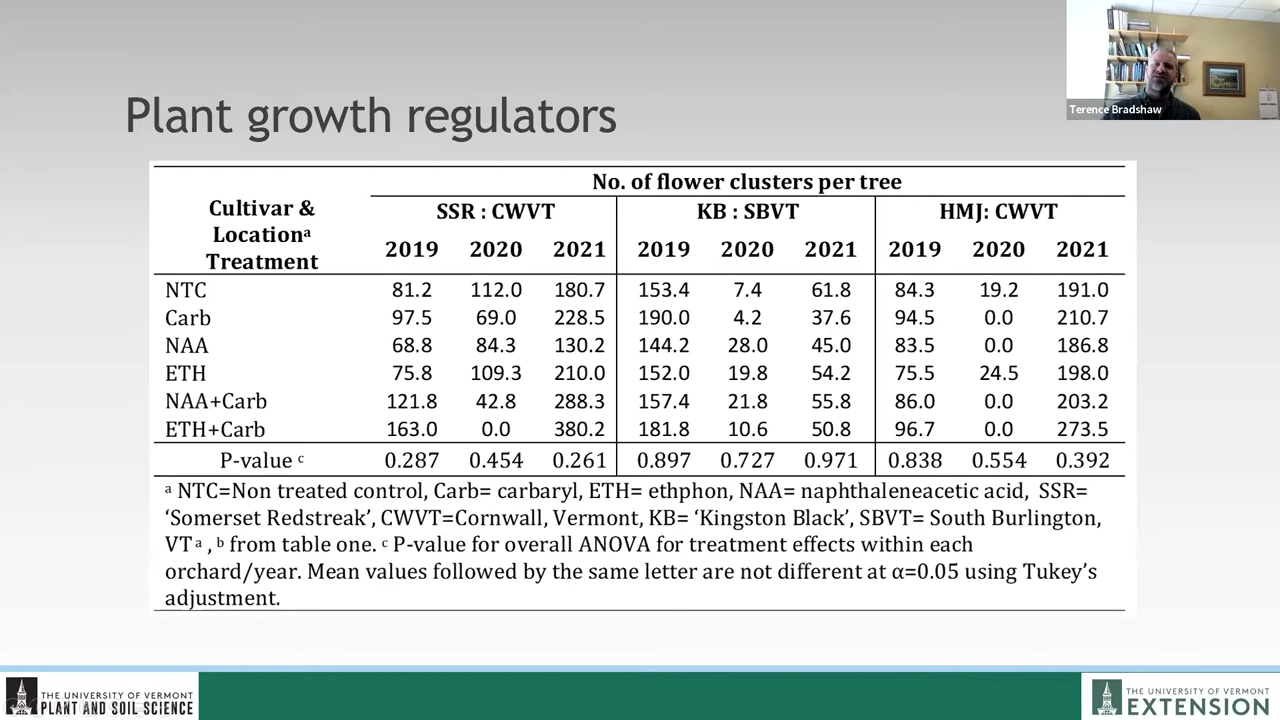 Terence Bradshaw
Plant growth regulators
No. of flower clusters per tree
Cultivar &
Locationᵃ
Treatment
SSR : CWVT KB : SBVT HMJ: CWVT
2019 2020 2021 2019 2020 2021 2019 2020 2021
NTC 81.2 112.0 180.7 153.4 7.4 61.8 84.3 19.2 191.0
Carb 97.5 69.0 228.5 190.0 4.2 37.6 94.5 0.0 210.7
NAA 68.8 84.3 130.2 144.2 28.0 45.0 83.5 0.0 186.8
ETH 75.8 109.3 210.0 152.0 19.8 54.2 75.5 24.5 198.0
NAA+Carb 121.8 42.8 288.3 157.4 21.8 55.8 86.0 0.0 203.2
ETH+Carb 163.0 0.0 380.2 181.8 10.6 50.8 96.7 0.0 273.5
P-value ᶜ 0.287 0.454 0.261 0.897 0.727 0.971 0.838 0.554 0.392
ᵃ NTC=Non treated control, Carb= carbaryl, ETH= ethphon, NAA= naphthaleneacetic acid, SSR=
‘Somerset Redstreak’, CWVT=Cornwall, Vermont, KB= ‘Kingston Black’, SBVT= South Burlington,
VT ᵃ , ᵇ from table one. ᶜ P-value for overall ANOVA for treatment effects within each
orchard/year. Mean values followed by the same letter are not different at α=0.05 using Tukey’s
adjustment.
THE UNIVERSITY OF VERMONT
PLANT AND SOIL SCIENCE
THE UNIVERSITY OF VERMONT
EXTENSION